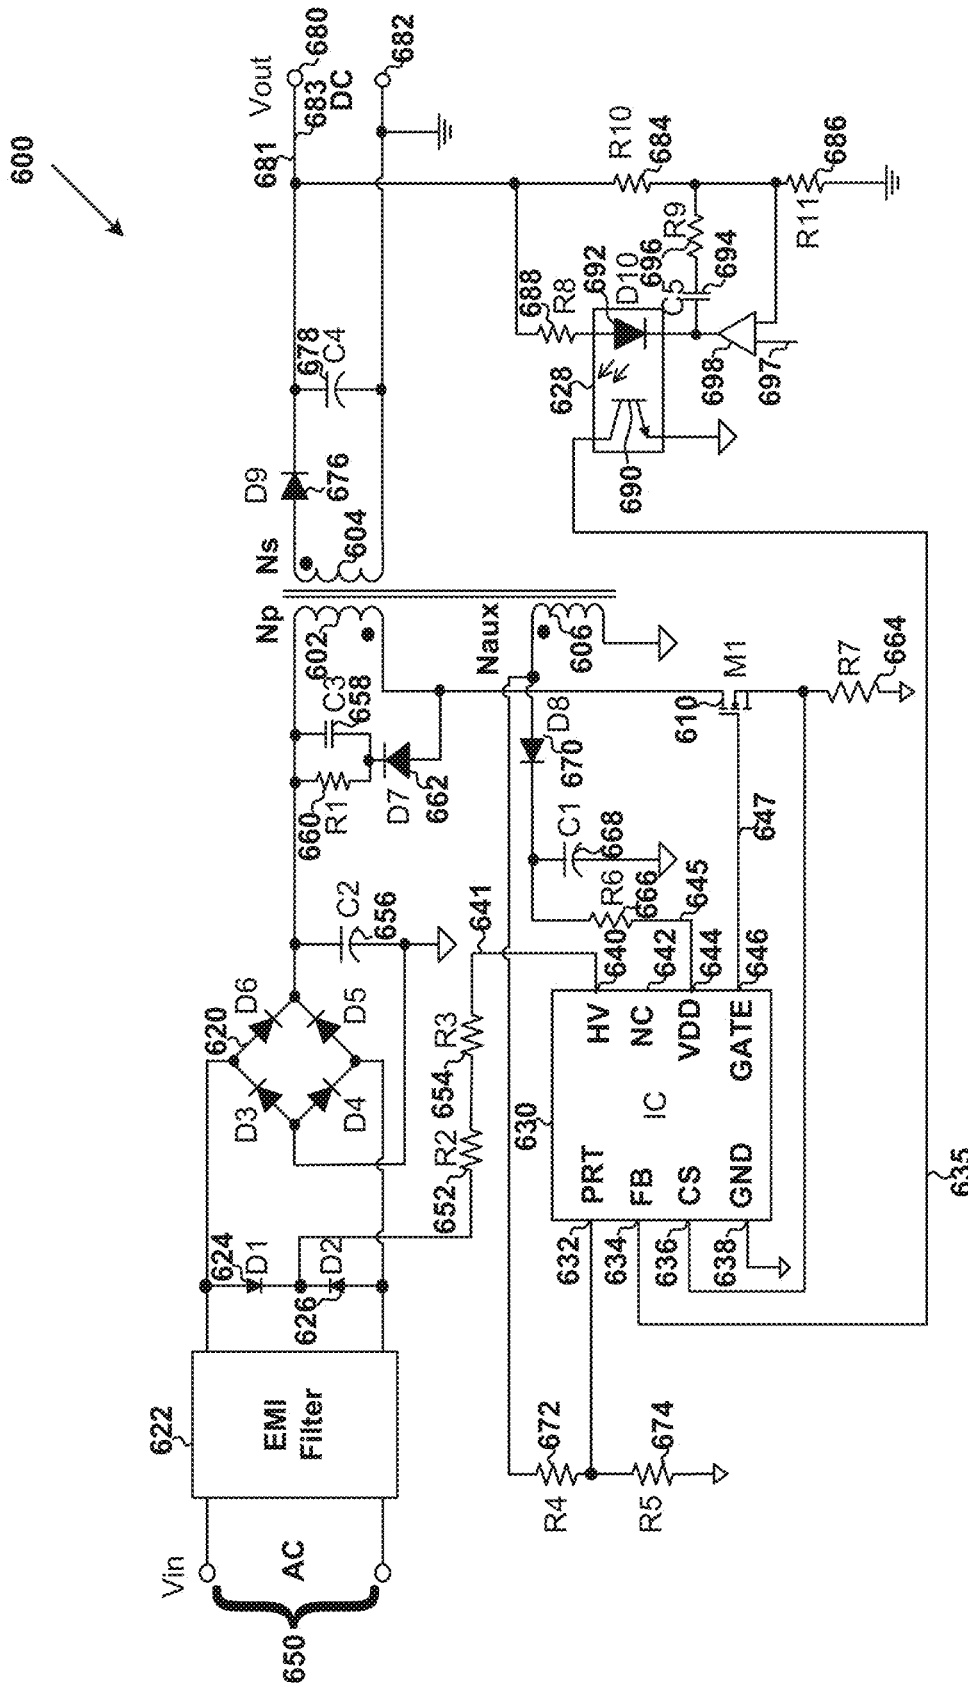 600
Vin
AC
650
622
EMI
Filter
624
D1
626
D2
620
D3
D4
D5
D6
C2
656
652
R2
654
R3
641
660
R1
C3
658
D7
662
Np
602
Ns
604
Naux
606
D9
676
678
C4
681
683
Vout
680
DC
682
D8
670
C1
668
R6
666
645
630
IC
PRT
FB
CS
GND
HV
NC
VDD
GATE
632
634
636
638
640
642
644
646
647
610
M1
R7
664
R4
672
R5
674
635
628
690
688
R8
692
D10
C5
694
696
R9
698
697
R10
684
R11
686